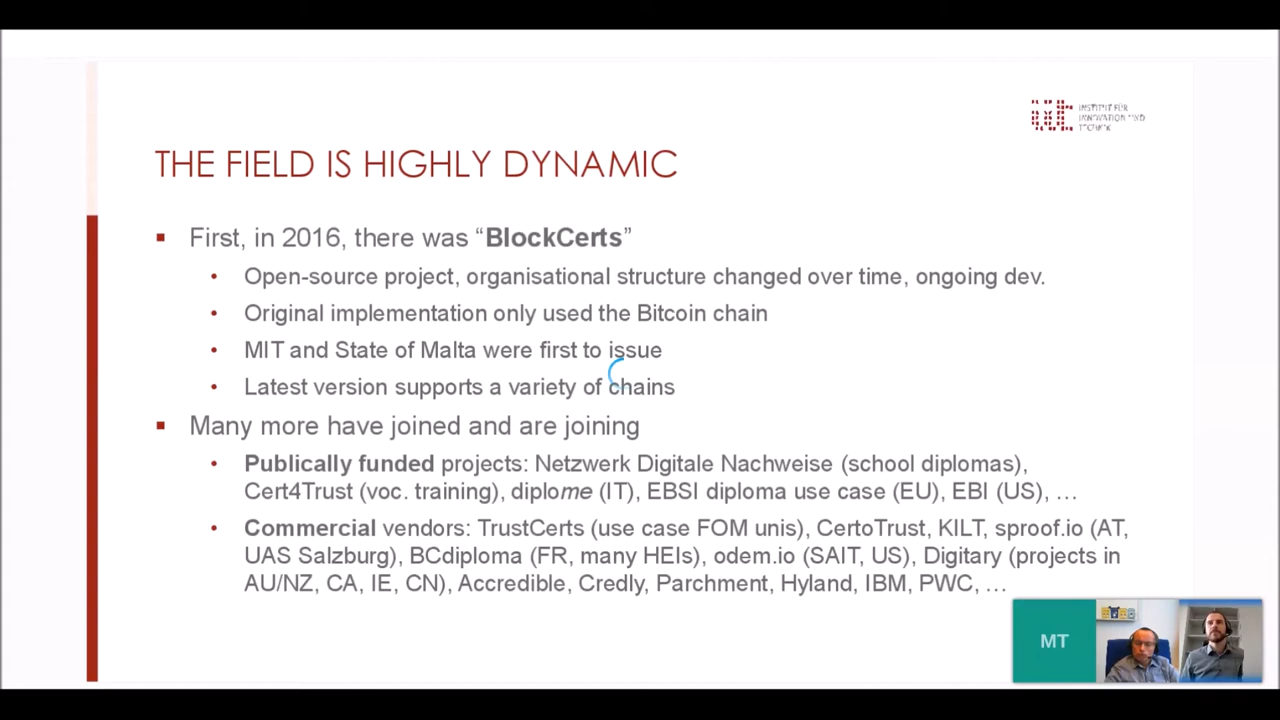 INSTITUT FÜR
INNOVATION UND
TECHNIK
THE FIELD IS HIGHLY DYNAMIC
First, in 2016, there was “BlockCerts”
Open-source project, organisational structure changed over time, ongoing dev.
Original implementation only used the Bitcoin chain
MIT and State of Malta were first to issue
Latest version supports a variety of chains
Many more have joined and are joining
Publically funded projects: Netzwerk Digitale Nachweise (school diplomas),
Cert4Trust (voc. training), diplome (IT), EBSI diploma use case (EU), EBI (US), …
Commercial vendors: TrustCerts (use case FOM unis), CertoTrust, KILT, sproof.io (AT,
UAS Salzburg), BCdiploma (FR, many HEIs), odem.io (SAIT, US), Digitary (projects in
AU/NZ, CA, IE, CN), Accredible, Credly, Parchment, Hyland, IBM, PWC, …
MT